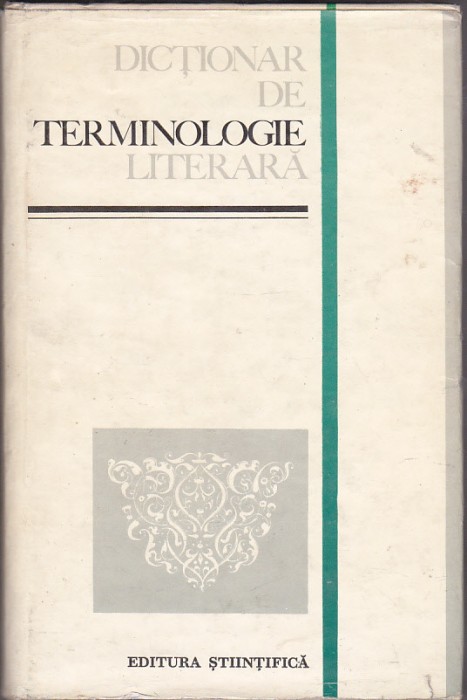 DICȚIONAR
DE
TERMINOLOGIE
LITERARĂ
EDITURA ȘTIINȚIFICĂ